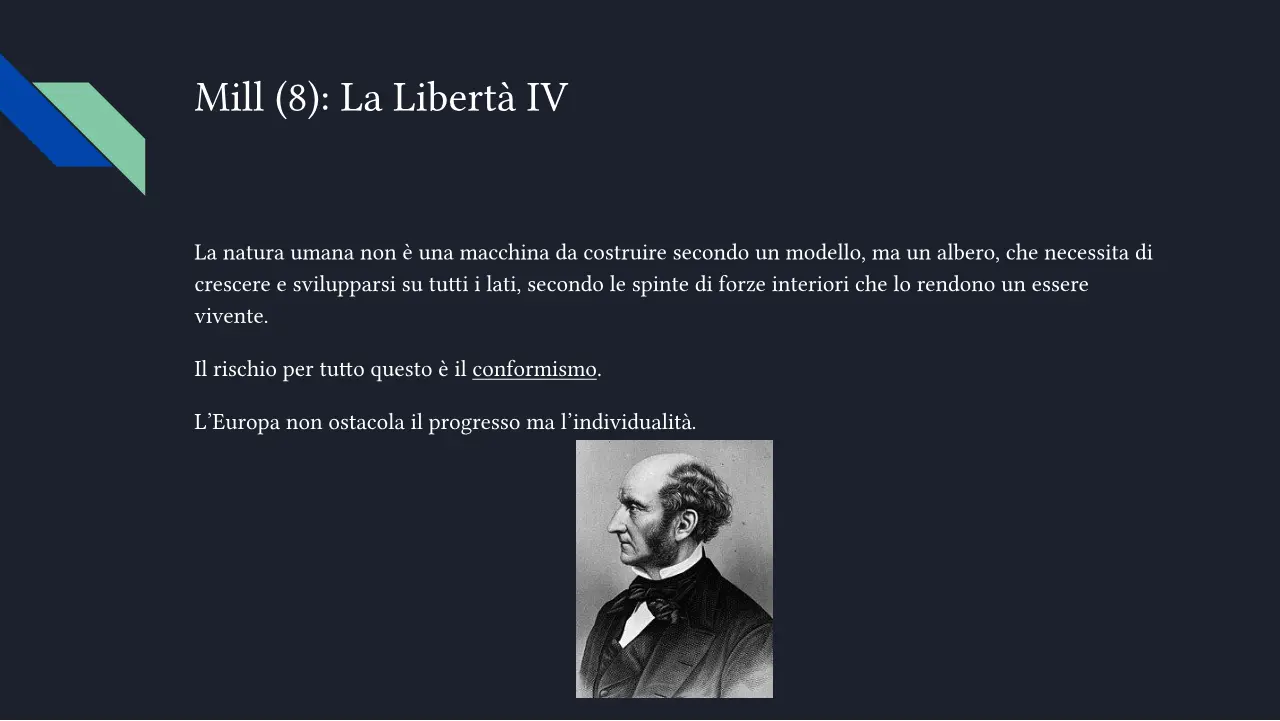 Mill (8): La Libertà IV
La natura umana non è una macchina da costruire secondo un modello, ma un albero, che necessita di
crescere e svilupparsi su tutti i lati, secondo le spinte di forze interiori che lo rendono un essere
vivente.
Il rischio per tutto questo è il conformismo.
L’Europa non ostacola il progresso ma l’individualità.